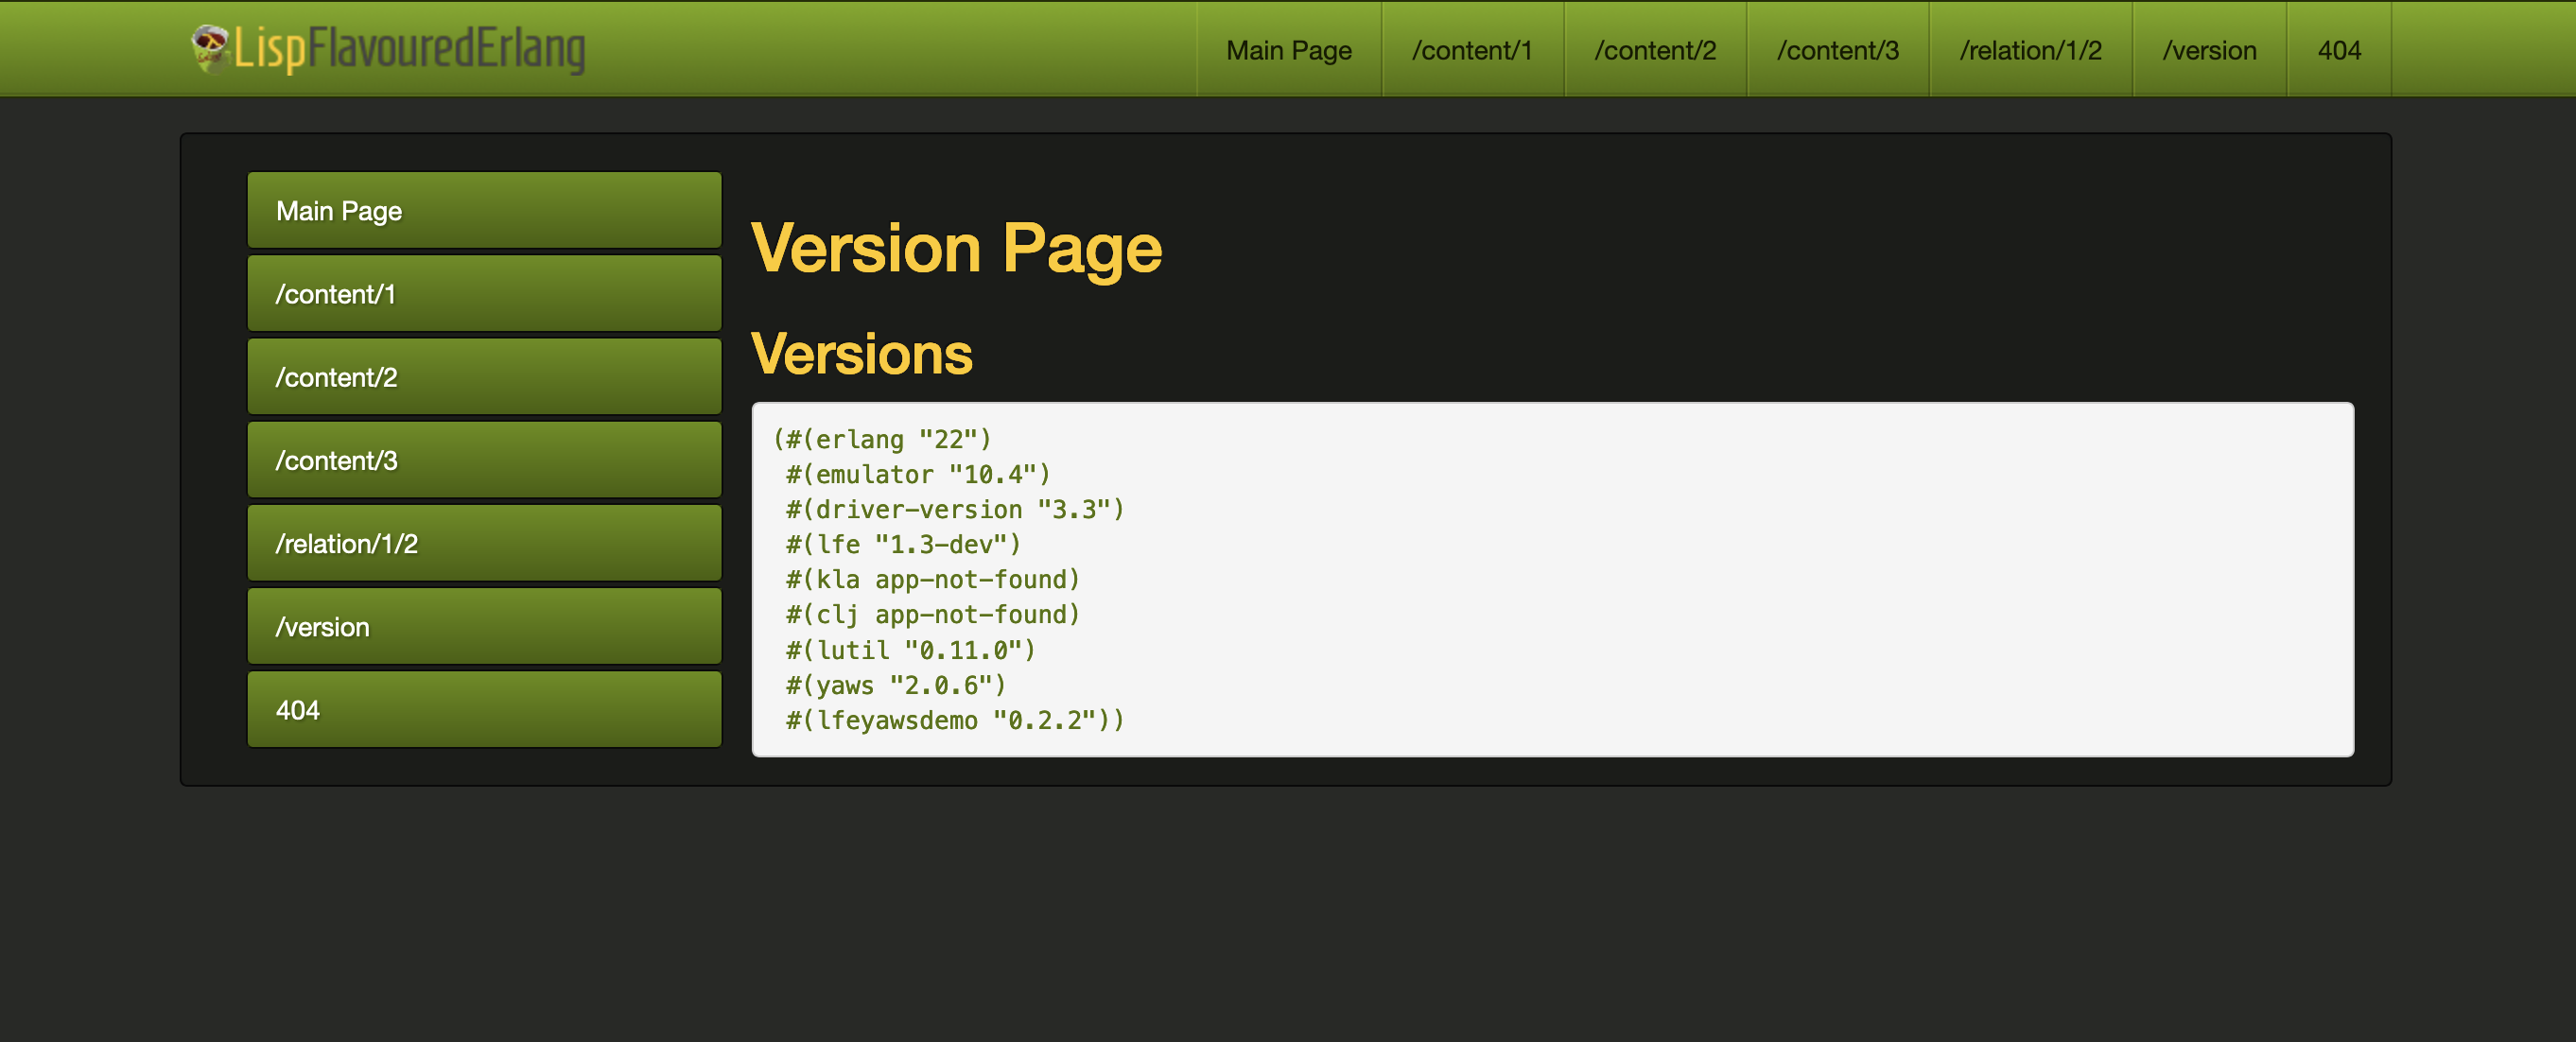 LispFlavouredErlang
Main Page /content/1 /content/2 /content/3 /relation/1/2 /version 404
Main Page
/content/1
/content/2
/content/3
/relation/1/2
/version
404
Version Page
Versions
(#(erlang "22")
 #(emulator "10.4")
 #(driver-version "3.3")
 #(lfe "1.3-dev")
 #(kla app-not-found)
 #(clj app-not-found)
 #(lutil "0.11.0")
 #(yaws "2.0.6")
 #(lfeyawsdemo "0.2.2"))